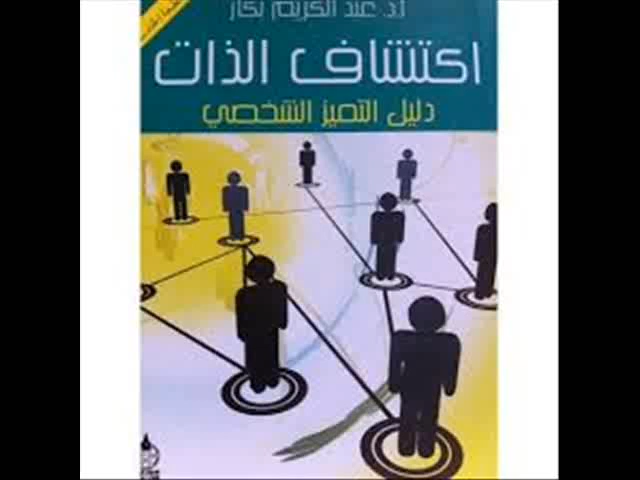 أ.د. عبد الكريم بكار
اكتشاف الذات
دليل التميز الشخصي